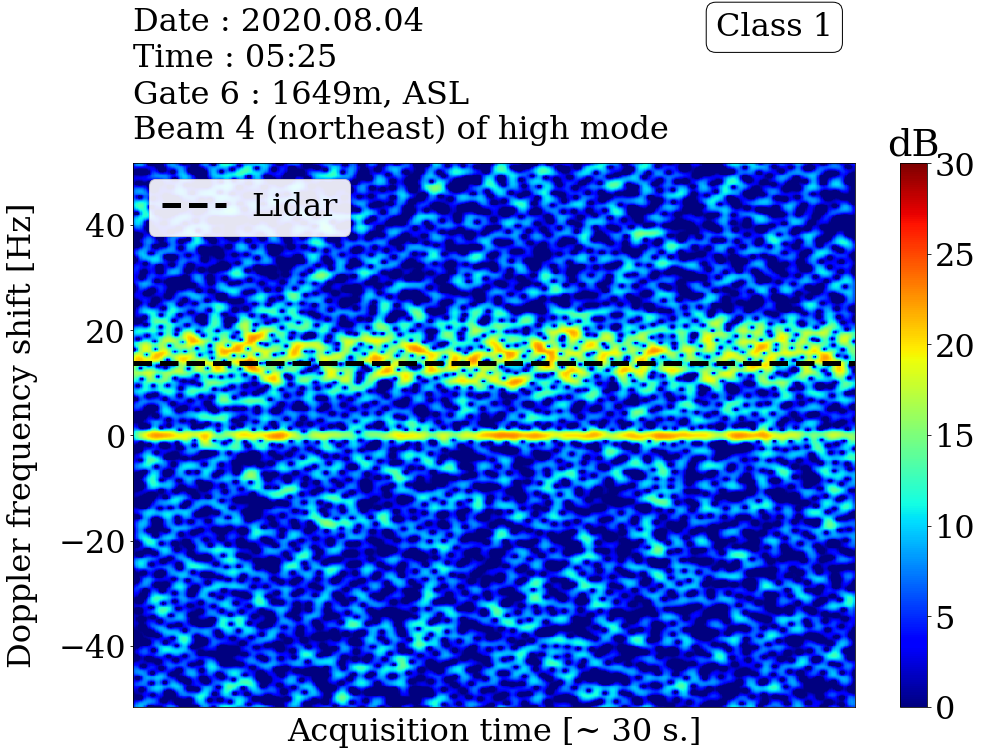 Date : 2020.08.04
Time : 05:25
Gate 6 : 1649m, ASL
Beam 4 (northeast) of high mode
Class 1
dB
Lidar
Doppler frequency shift [Hz]
40
20
0
−20
−40
30
25
20
15
10
5
0
Acquisition time [~ 30 s.]